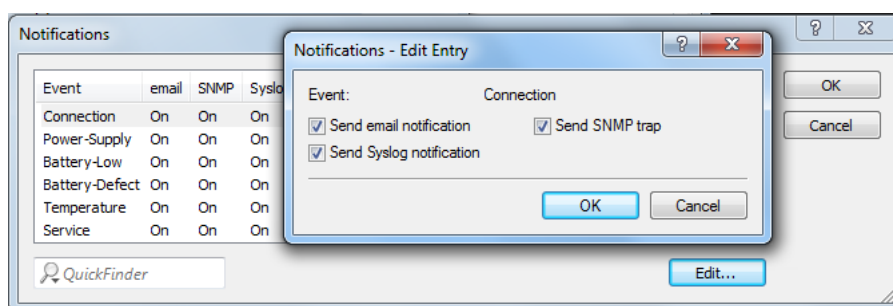 Notifications
Event email SNMP Syslo
Connection On On On
Power-Supply On On On
Battery-Low On On On
Battery-Defect On On On
Temperature On On On
Service On On On
QuickFinder
Edit...
OK
Cancel
Notifications - Edit Entry
Event: Connection
Send email notification Send SNMP trap
Send Syslog notification
OK Cancel